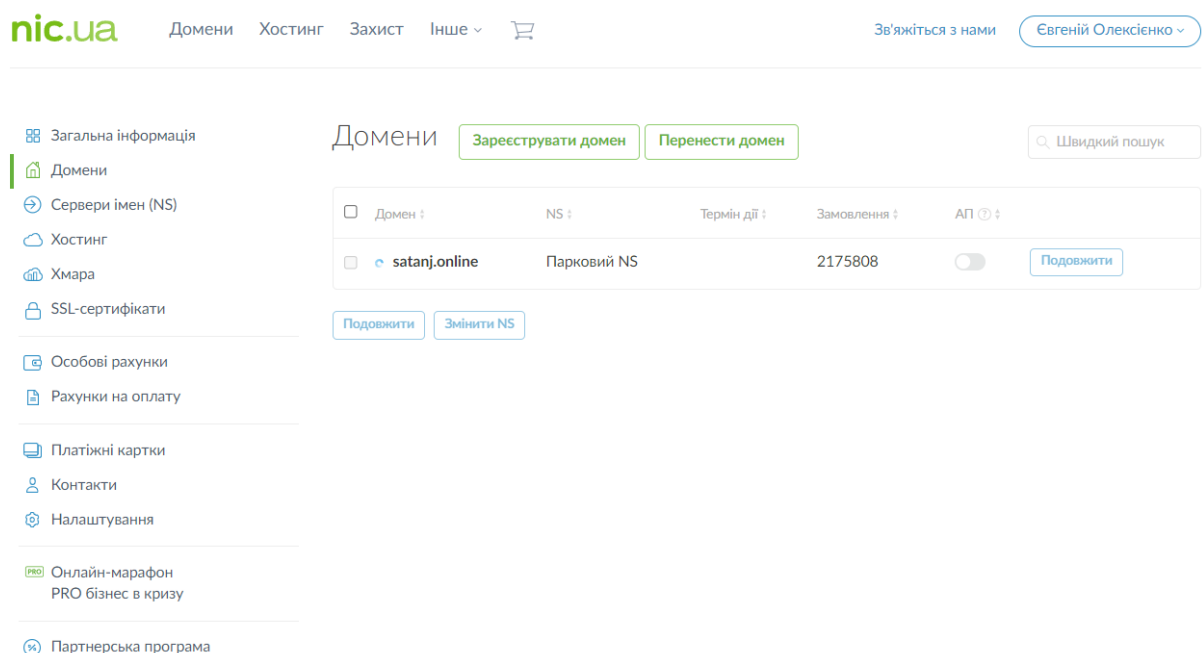 nic.ua
Домени Хостинг Захист Інше
Зв'яжіться з нами Євгеній Олексієнко
Загальна інформація
Домени
Сервери імен (NS)
Хостинг
Хмара
SSL-сертифікати
Особові рахунки
Рахунки на оплату
Платіжні картки
Контакти
Налаштування
PRO Онлайн-марафон
PRO бізнес в кризу
Партнерська програма
Домени Зареєструвати домен Перенести домен Швидкий пошук
Домен NS Термін дії Замовлення АП ?
satanj.online Парковий NS 2175808 Подовжити
Подовжити Змінити NS